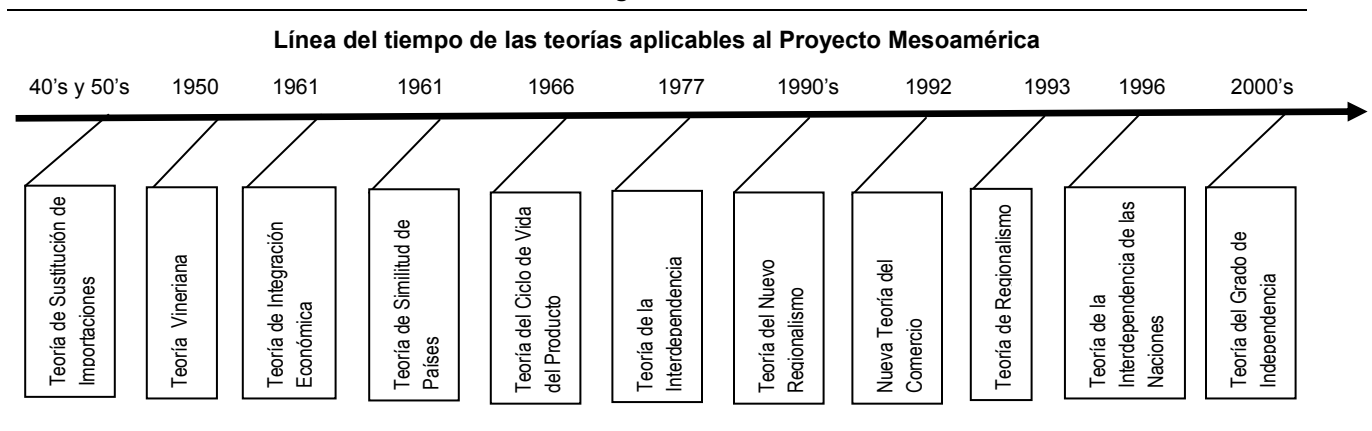 Línea del tiempo de las teorías aplicables al Proyecto Mesoamérica
40’s y 50’s 1950 1961 1961 1966 1977 1990’s 1992 1993 1996 2000’s
Teoría de Sustitución de
Importaciones
Teoría Vineriana
Teoría de Integración
Económica
Teoría de Similitud de
Países
Teoría del Ciclo de Vida
del Producto
Teoría de la
Interdependencia
Teoría del Nuevo
Regionalismo
Nueva Teoría del
Comercio
Teoría de Regionalismo
Teoría de la
Interdependencia de las
Naciones
Teoría del Grado de
Independencia